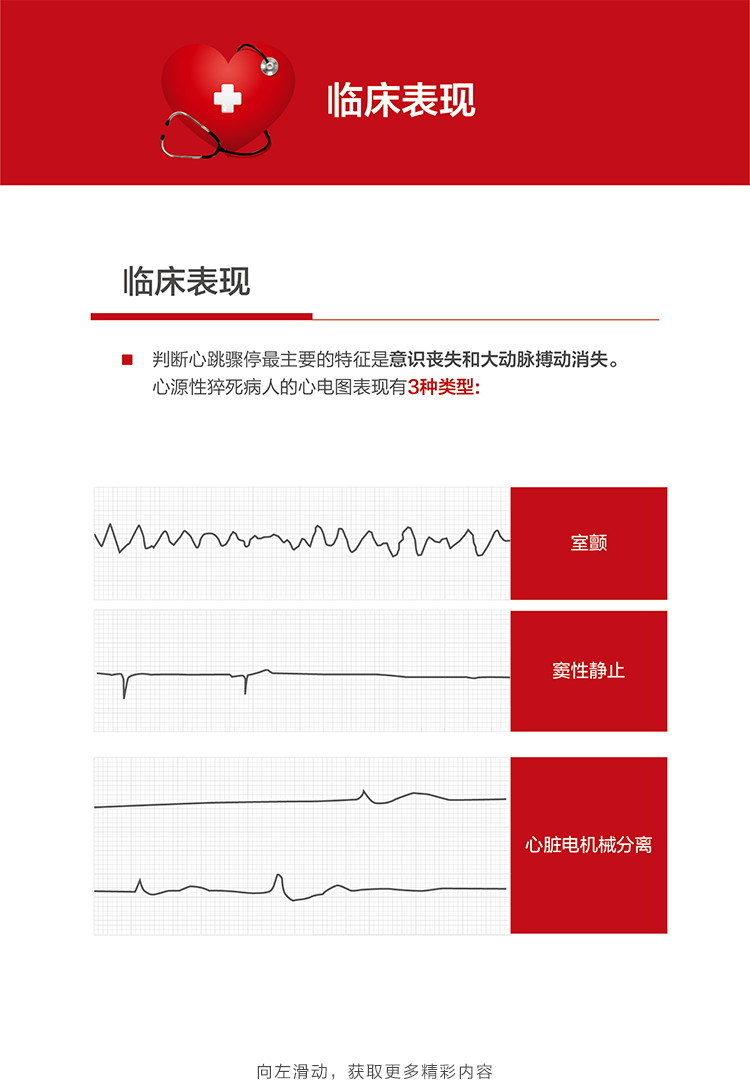 临床表现
临床表现
判断心跳骤停最主要的特征是意识丧失和大动脉搏动消失。
心源性猝死病人的心电图表现有3种类型:
室颤
窦性静止
心脏电机械分离
向左滑动，获取更多精彩内容